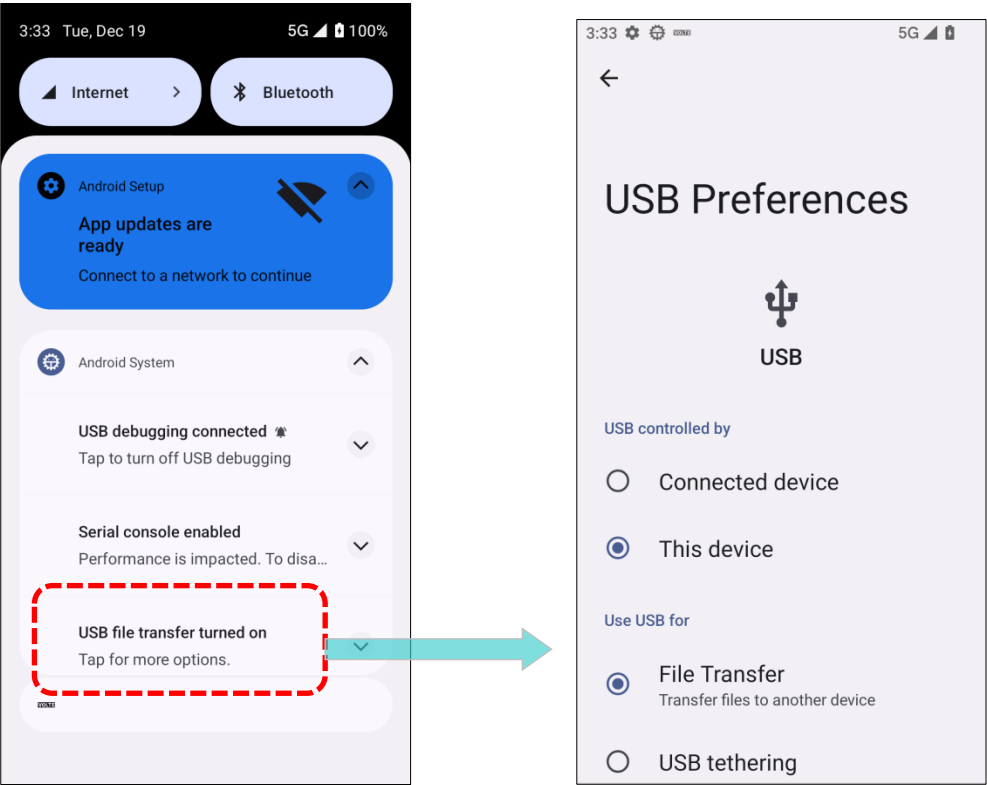 3:33 Tue, Dec 19 5G 100%
Internet
Bluetooth
Android Setup
App updates are
ready
Connect to a network to continue
Android System
USB debugging connected
Tap to turn off USB debugging
Serial console enabled
Performance is impacted. To disa…
USB file transfer turned on
Tap for more options.
VOLTE
3:33 VOLTE 5G
USB Preferences
USB
USB controlled by
Connected device
This device
Use USB for
File Transfer
Transfer files to another device
USB tethering